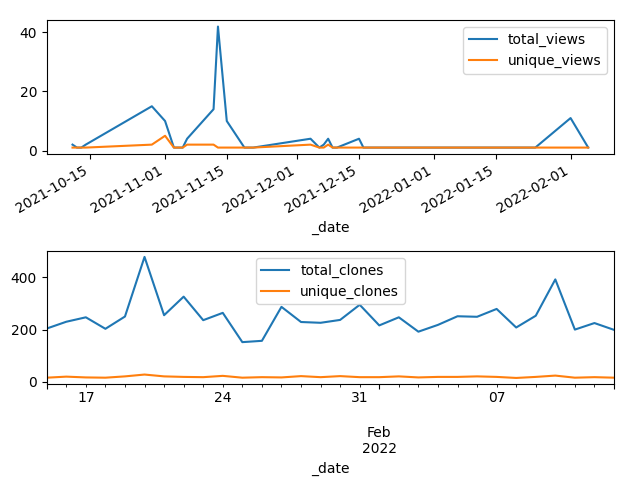 40
20
0
total_views
unique_views
2021-10-15
2021-11-01
2021-11-15
2021-12-01
2021-12-15
2022-01-01
2022-01-15
2022-02-01
_date
400
200
0
total_clones
unique_clones
17
24
31
07
Feb
2022
_date